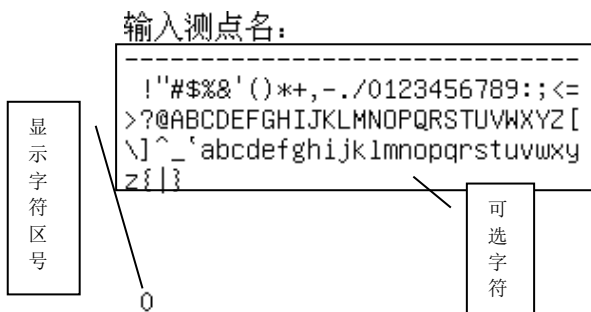 输入测点名:
--------------------------------
!"#$%&'()*+,-./0123456789:;<=
>?@ABCDEFGHIJKLMNOPQRSTUVWXYZ[
\]^_‘abcdefghijklmnopqrstuvwxy
z{|}
显示字符区号
可选字符
0